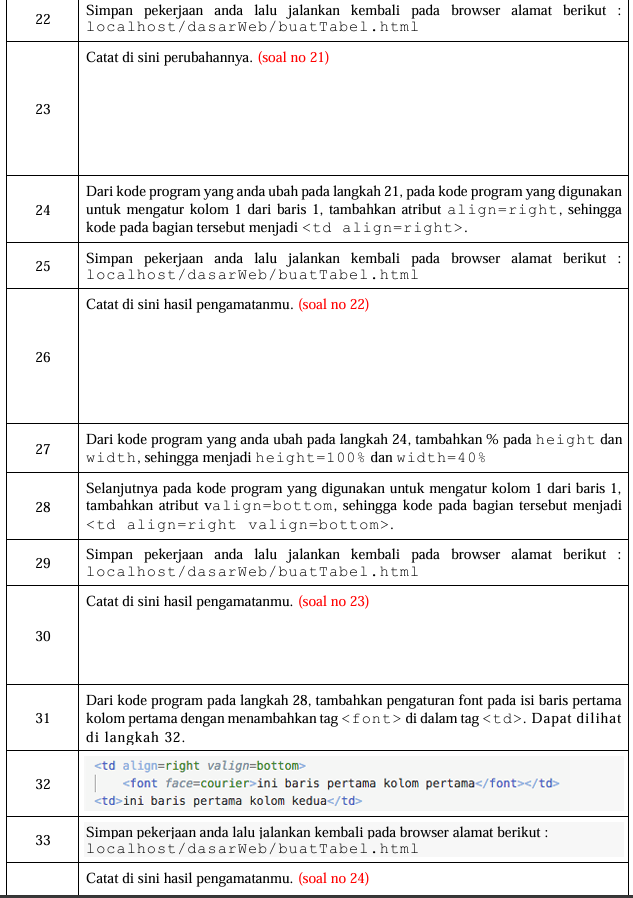 22
Simpan pekerjaan anda lalu jalankan kembali pada browser alamat berikut :
localhost/dasarWeb/buatTabel.html
Catat di sini perubahannya. (soal no 21)
23
Dari kode program yang anda ubah pada langkah 21, pada kode program yang digunakan
24
untuk mengatur kolom 1 dari baris 1, tambahkan atribut align=right, sehingga
kode pada bagian tersebut menjadi <td align=right>.
25
Simpan pekerjaan anda lalu jalankan kembali pada browser alamat berikut :
localhost/dasarWeb/buatTabel.html
Catat di sini hasil pengamatanmu. (soal no 22)
26
27
Dari kode program yang anda ubah pada langkah 24, tambahkan % pada height dan
width, sehingga menjadi height=100% dan width=40%
Selanjutnya pada kode program yang digunakan untuk mengatur kolom 1 dari baris 1,
28
tambahkan atribut valign=bottom, sehingga kode pada bagian tersebut menjadi
<td align=right valign=bottom>.
29
Simpan pekerjaan anda lalu jalankan kembali pada browser alamat berikut :
localhost/dasarWeb/buatTabel.html
Catat di sini hasil pengamatanmu. (soal no 23)
30
Dari kode program pada langkah 28, tambahkan pengaturan font pada isi baris pertama
31
kolom pertama dengan menambahkan tag <font> di dalam tag <td>. Dapat dilihat
di langkah 32.
<td align=right valign=bottom>
32
<font face=courier>ini baris pertama kolom pertama</font></td>
<td>ini baris pertama kolom kedua</td>
33
Simpan pekerjaan anda lalu jalankan kembali pada browser alamat berikut :
localhost/dasarWeb/buatTabel.html
Catat di sini hasil pengamatanmu. (soal no 24)